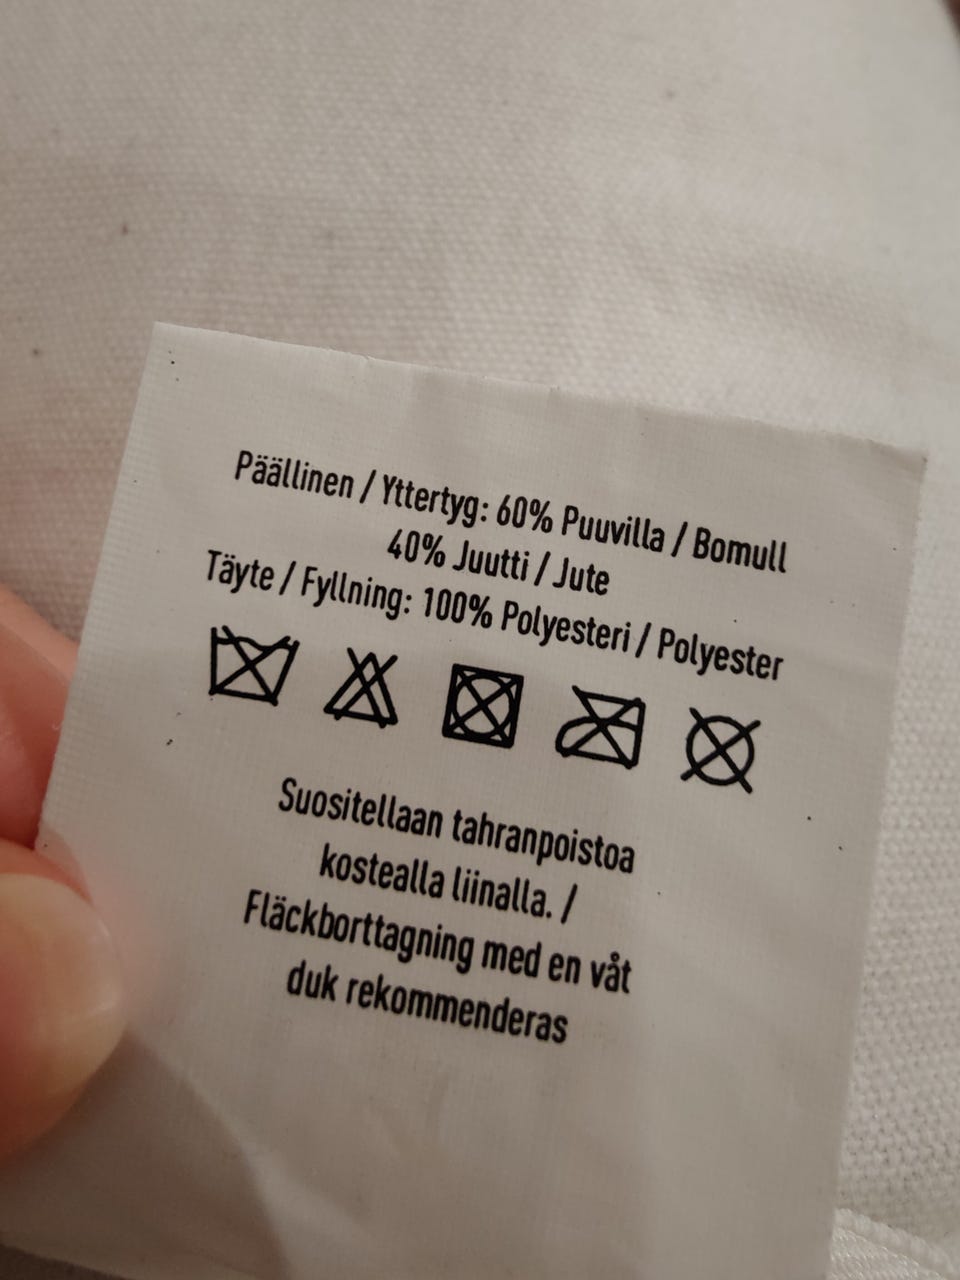 Päällinen / Yttertyg: 60% Puuvilla / Bomull
40% Juutti / Jute
Täyte / Fyllning: 100% Polyesteri / Polyester
Suositellaan tahranpoistoa
kostealla liinalla. /
Fläckborttagning med en våt
duk rekommenderas